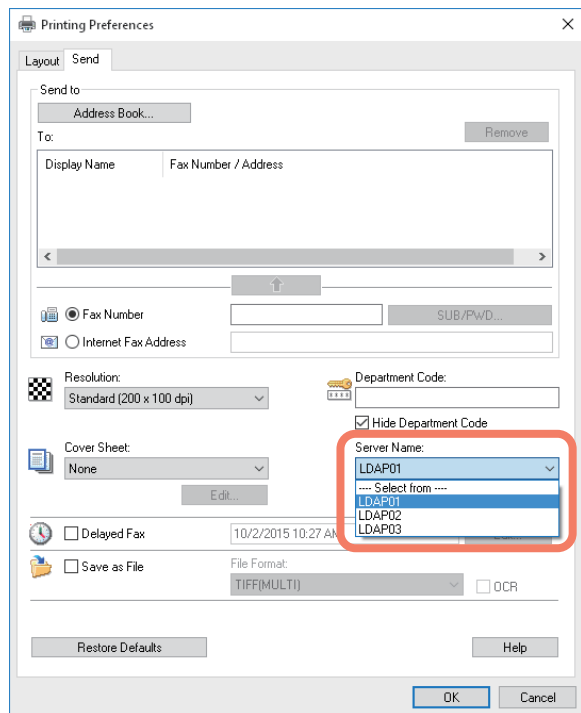 Printing Preferences
Layout Send
Send to
Address Book...
To:
Remove
Display Name Fax Number / Address
Fax Number
SUB/PWD...
Internet Fax Address
Resolution:
Standard (200 x 100 dpi)
Department Code:
Hide Department Code
Cover Sheet:
None
Edit...
Server Name:
LDAP01
---- Select from ----
LDAP01
LDAP02
LDAP03
Delayed Fax
10/2/2015 10:27 AM
Save as File
File Format:
TIFF(MULTI)
OCR
Restore Defaults
Help
OK
Cancel